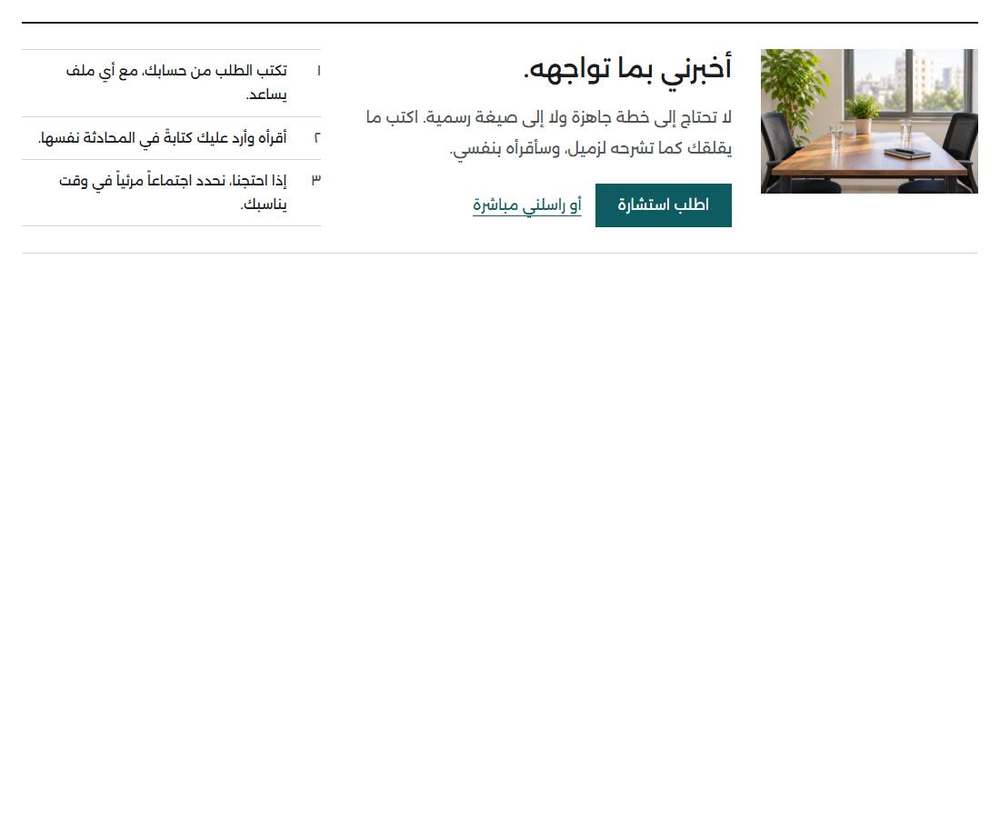 أخبرني بما تواجهه.
لا تحتاج إلى خطة جاهزة ولا إلى صيغة رسمية. اكتب ما
يقلقك كما تشرحه لزميل، وسأقرأه بنفسي.
اطلب استشارة
أو راسلني مباشرة
١ تكتب الطلب من حسابك، مع أي ملف
يساعد.
٢ أقرأه وأرد عليك كتابةً في المحادثة نفسها.
٣ إذا احتجنا، نحدد اجتماعاً مرئياً في وقت
يناسبك.